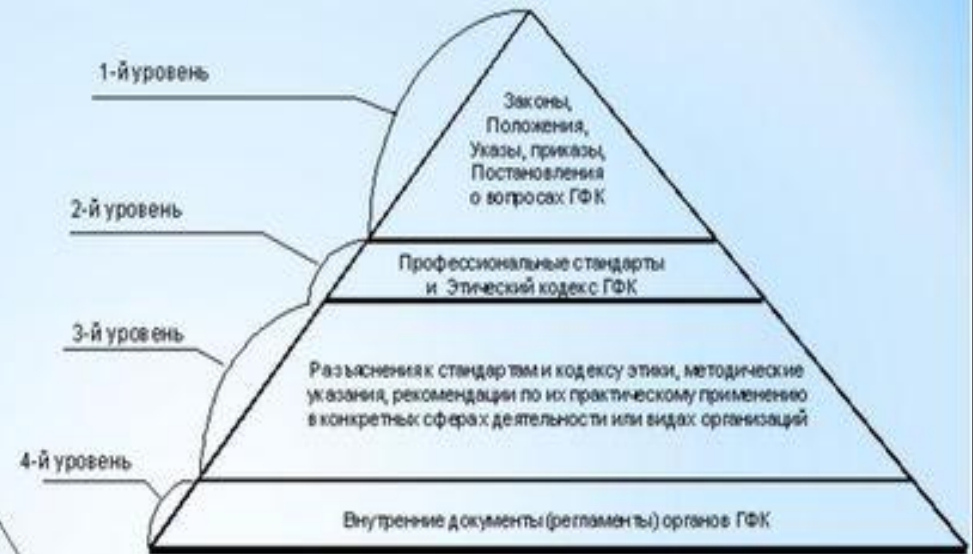 1-й уровень
Законы,
Положения,
Указы, приказы,
Постановления
о вопросах ГФК
2-й уровень
Профессиональные стандарты
и Этический кодекс ГФК
3-й уровень
Разъяснения к стандартам и кодексу этики, методические
указания, рекомендации по их практическому применению
в конкретных сферах деятельности или видах организаций
4-й уровень
Внутренние документы (регламенты) органов ГФК